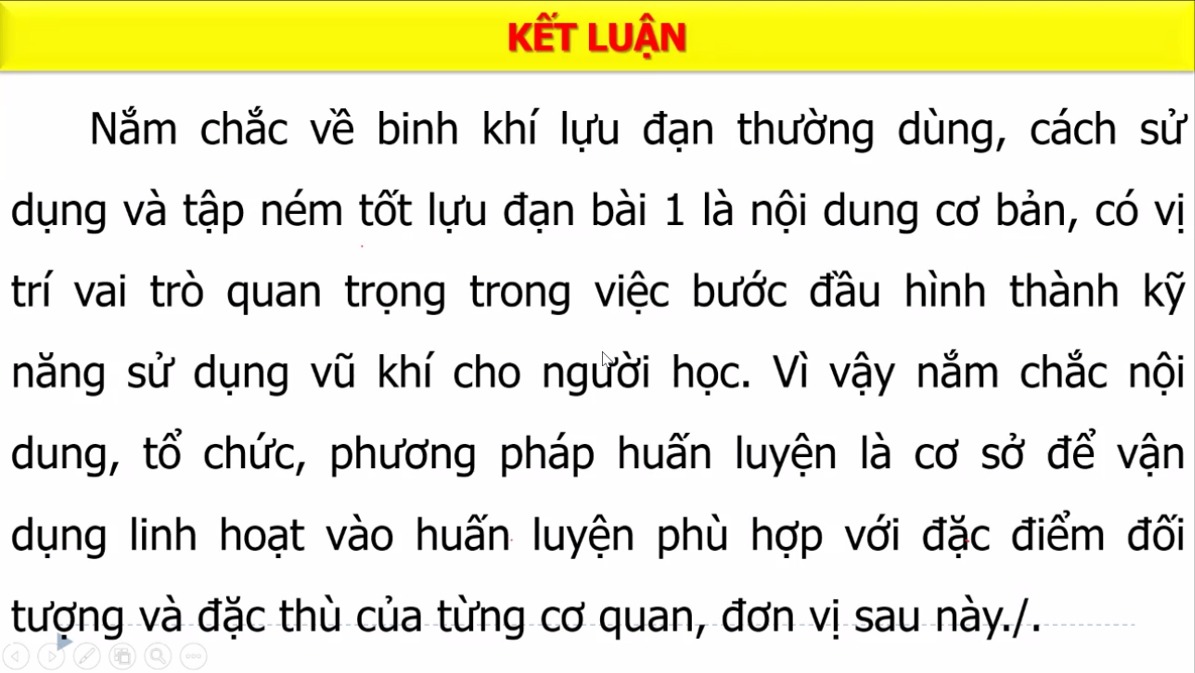 KẾT LUẬN
Nắm chắc về binh khí lựu đạn thường dùng, cách sử
dụng và tập ném tốt lựu đạn bài 1 là nội dung cơ bản, có vị
trí vai trò quan trọng trong việc bước đầu hình thành kỹ
năng sử dụng vũ khí cho người học. Vì vậy nắm chắc nội
dung, tổ chức, phương pháp huấn luyện là cơ sở để vận
dụng linh hoạt vào huấn luyện phù hợp với đặc điểm đối
tượng và đặc thù của từng cơ quan, đơn vị sau này./.